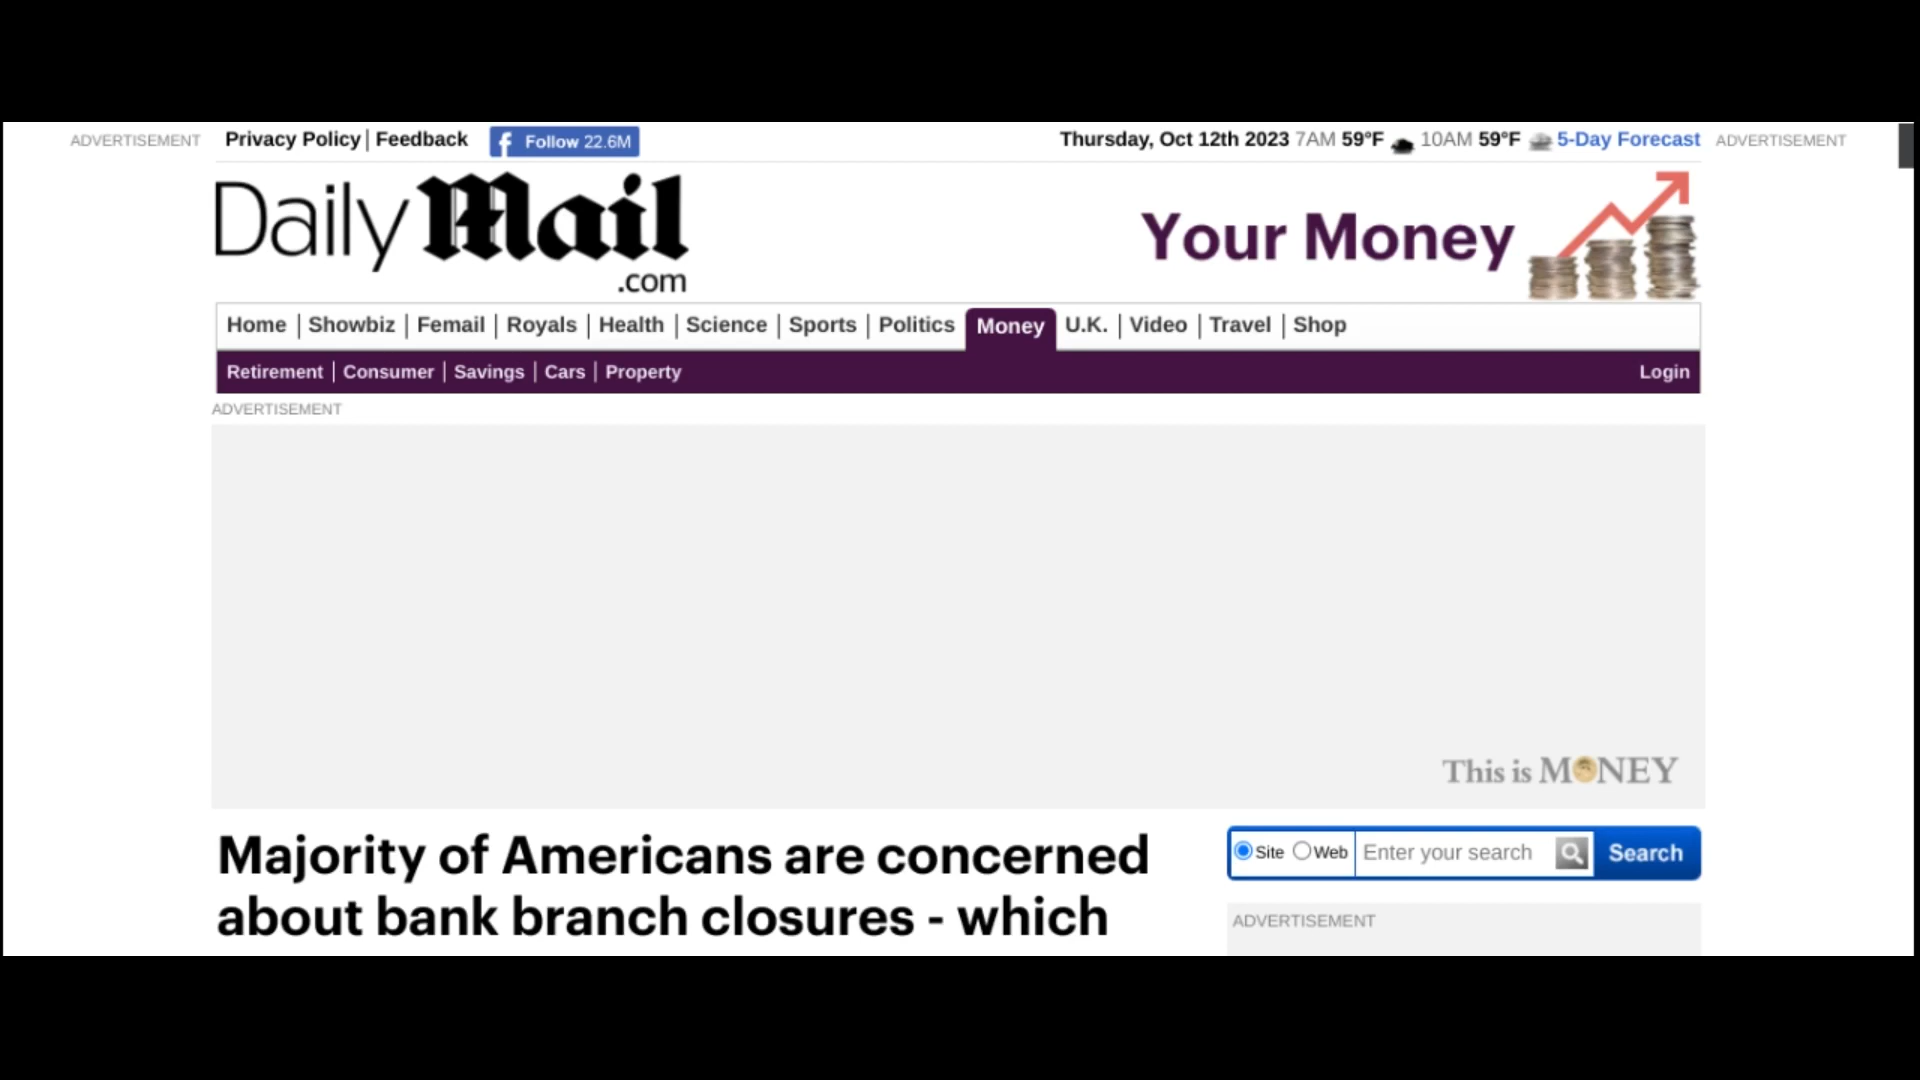 ADVERTISEMENT
Privacy Policy | Feedback
Follow 22.6M
Thursday, Oct 12th 2023 7AM 59°F 10AM 59°F 5-Day Forecast
ADVERTISEMENT
Daily Mail
.com
Your Money
Home | Showbiz | Femail | Royals | Health | Science | Sports | Politics Money U.K. | Video | Travel | Shop
Retirement | Consumer | Savings | Cars | Property
Login
ADVERTISEMENT
This is MONEY
Majority of Americans are concerned
about bank branch closures - which
Site Web Enter your search Search
ADVERTISEMENT